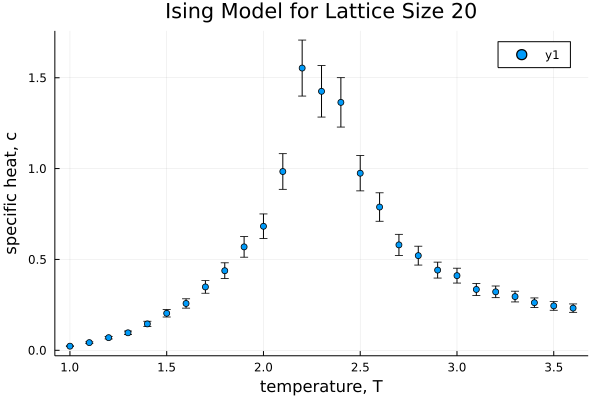 Ising Model for Lattice Size 20
y1
specific heat, c
1.5
1.0
0.5
0.0
1.0 1.5 2.0 2.5 3.0 3.5
temperature, T